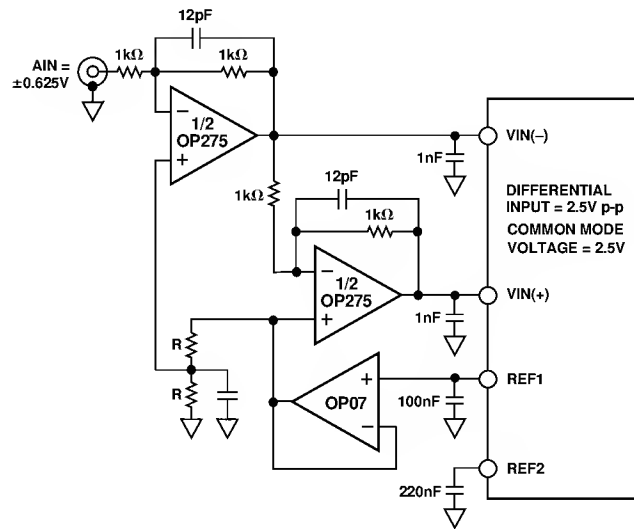 12pF
AIN =
±0.625V
1kΩ
1kΩ
–
1/2
OP275
+
VIN(–)
1nF
1kΩ
12pF
DIFFERENTIAL
INPUT = 2.5V p-p
COMMON MODE
VOLTAGE = 2.5V
1kΩ
–
1/2
OP275
+
VIN(+)
1nF
R
R
+
OP07
–
REF1
100nF
REF2
220nF